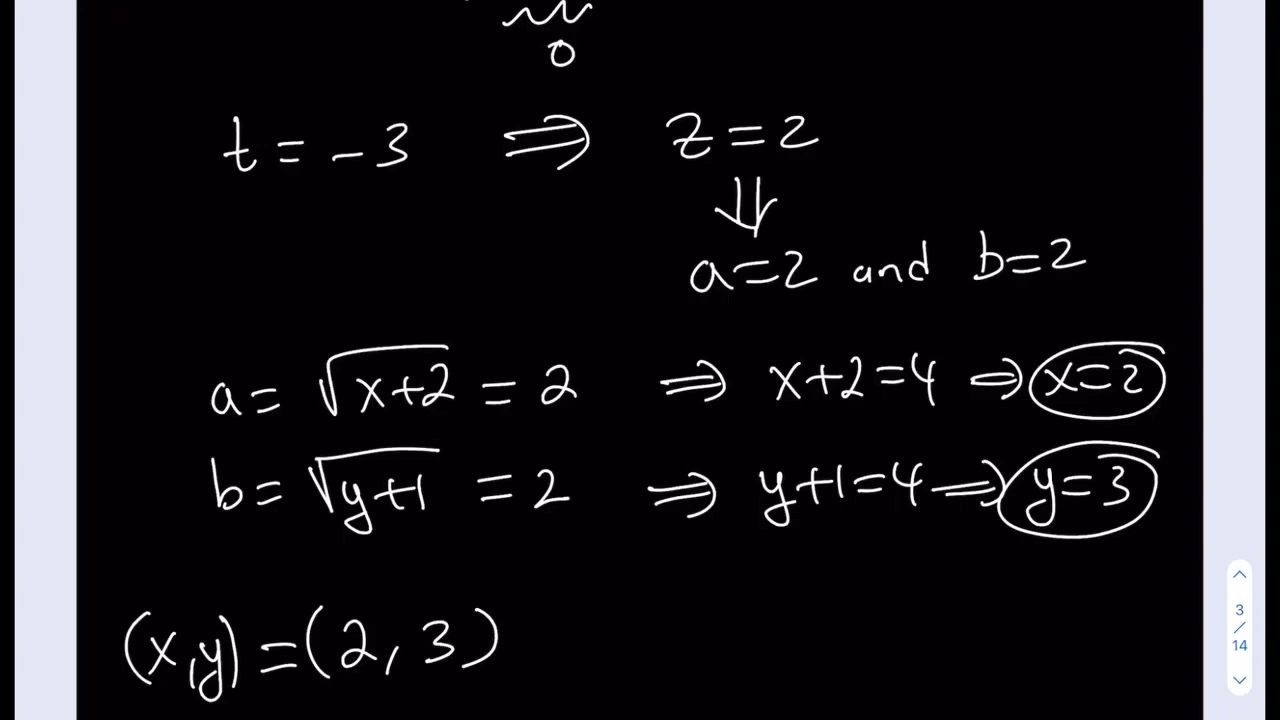 0
t = -3 ⟹ z = 2
⇓
a = 2 and b = 2
a = √(x+2) = 2 ⟹ x+2 = 4 ⟹ x = 2
b = √(y+1) = 2 ⟹ y+1 = 4 ⟹ y = 3
(x,y) = (2, 3)
3
/
14